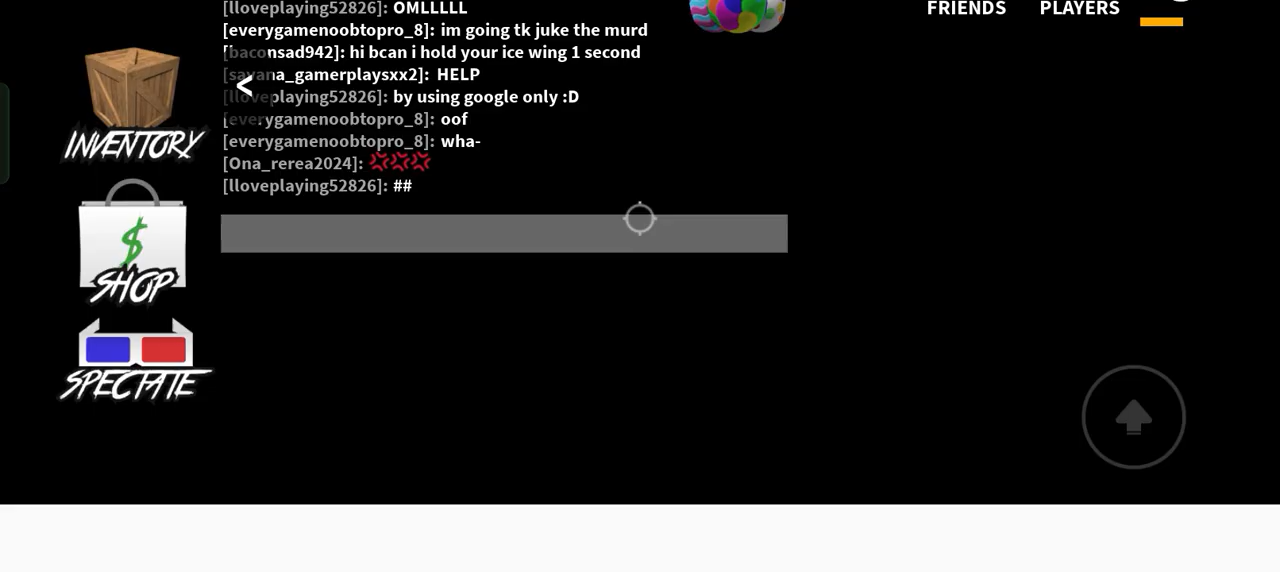 [lloveplaying52826]: OMLLLLL
FRIENDS PLAYERS
[everygamenoobtopro_8]: im going tk juke the murd
[baconsad942]: hi bcan i hold your ice wing 1 second
[savana_gamerplaysxx2]: HELP
<
[lloveplaying52826]: by using google only :D
[everygamenoobtopro_8]: oof
[everygamenoobtopro_8]: wha-
[Ona_rerea2024]: 💢💢💢
[lloveplaying52826]: ##
INVENTORY
$
SHOP
SPECTATE